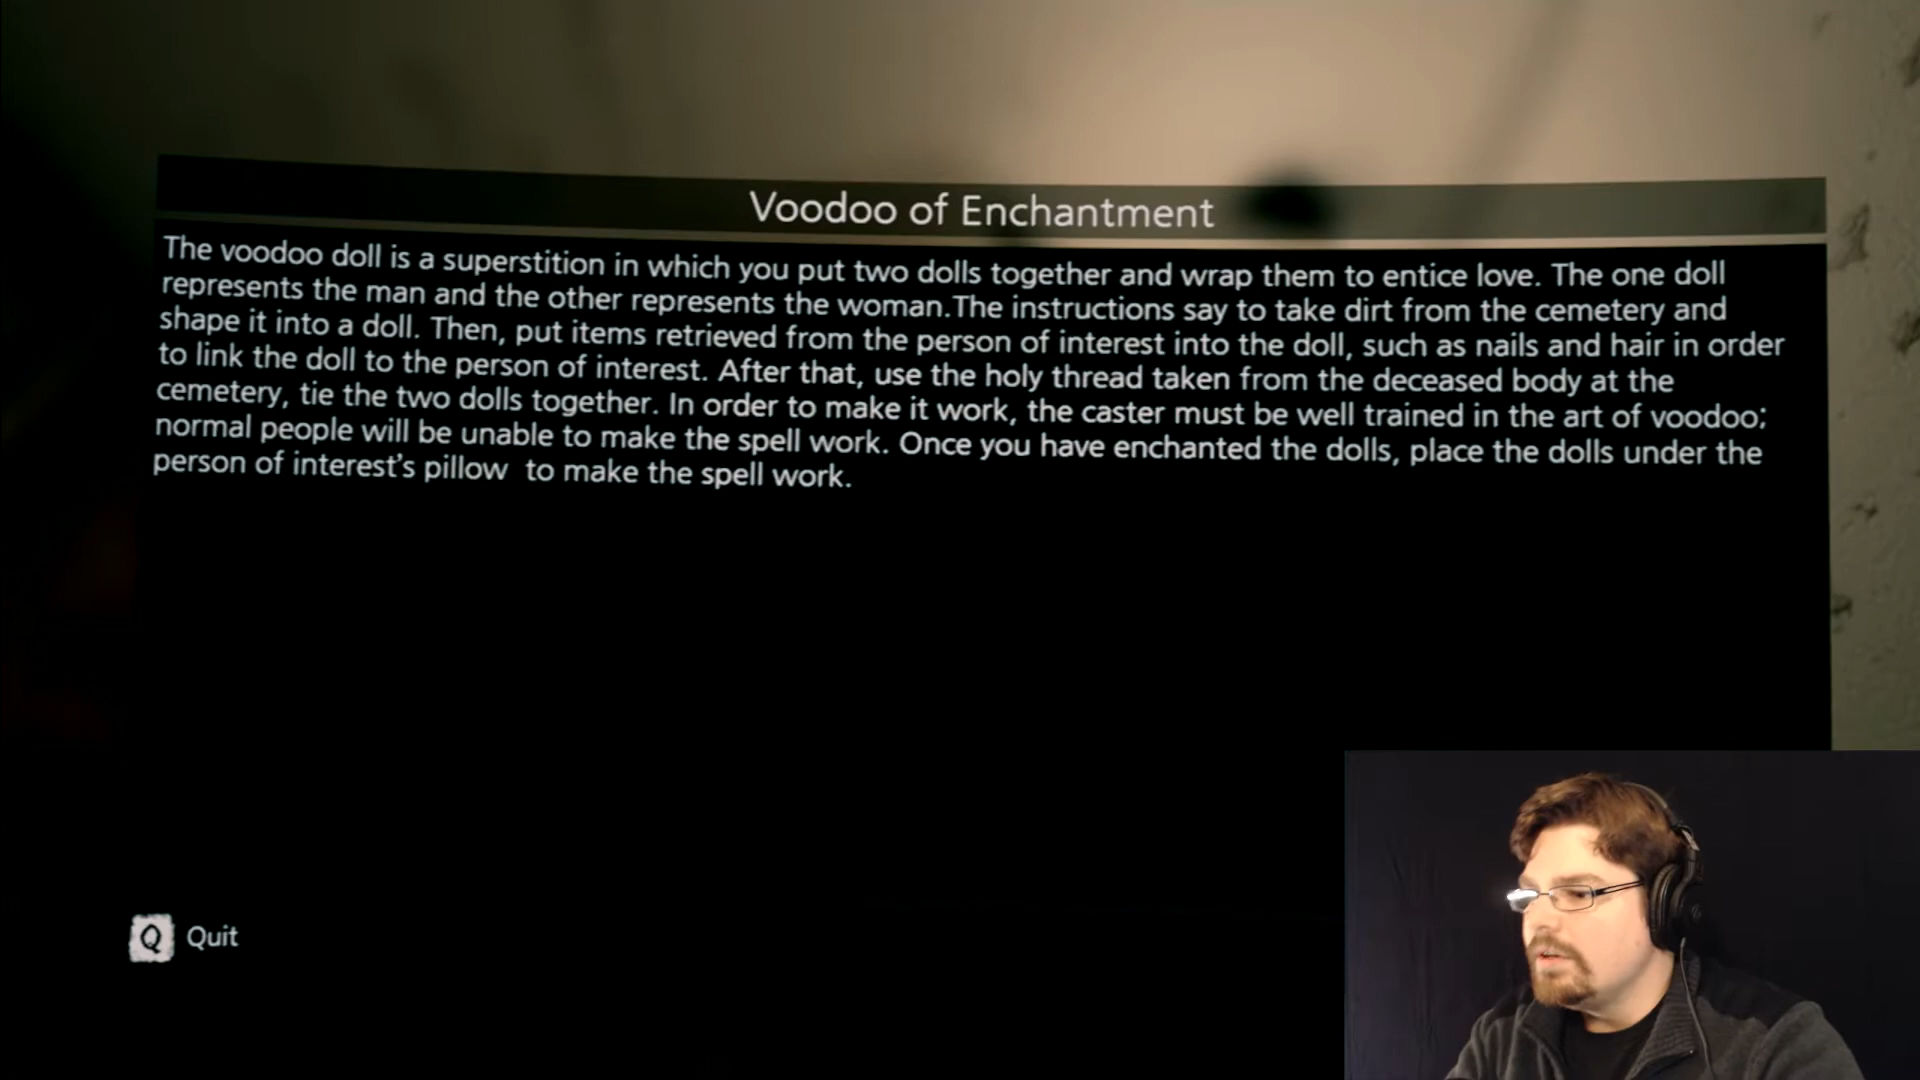 Voodoo of Enchantment
The voodoo doll is a superstition in which you put two dolls together and wrap them to entice love. The one doll
represents the man and the other represents the woman.The instructions say to take dirt from the cemetery and
shape it into a doll. Then, put items retrieved from the person of interest into the doll, such as nails and hair in order
to link the doll to the person of interest. After that, use the holy thread taken from the deceased body at the
cemetery, tie the two dolls together. In order to make it work, the caster must be well trained in the art of voodoo;
normal people will be unable to make the spell work. Once you have enchanted the dolls, place the dolls under the
person of interest's pillow  to make the spell work.
Q Quit